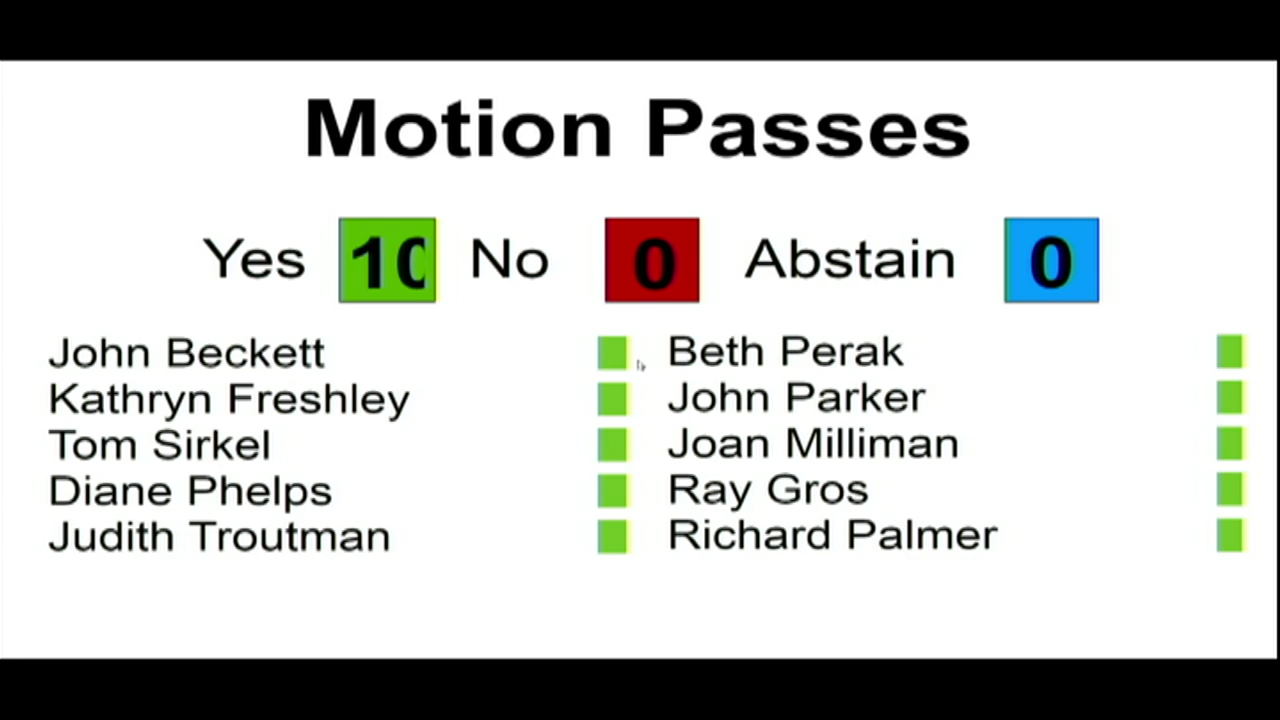 Motion Passes
Yes 10 No 0 Abstain 0
John Beckett Beth Perak
Kathryn Freshley John Parker
Tom Sirkel Joan Milliman
Diane Phelps Ray Gros
Judith Troutman Richard Palmer